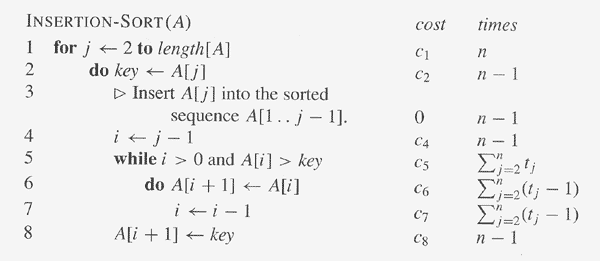 INSERTION-SORT(A) cost times
1 for j ← 2 to length[A] c₁ n
2 do key ← A[j] c₂ n − 1
3 ▷ Insert A[j] into the sorted
sequence A[1 . . j − 1]. 0 n − 1
4 i ← j − 1 c₄ n − 1
5 while i > 0 and A[i] > key c₅ ∑ⁿⱼ₌₂ tⱼ
6 do A[i + 1] ← A[i] c₆ ∑ⁿⱼ₌₂ (tⱼ − 1)
7 i ← i − 1 c₇ ∑ⁿⱼ₌₂ (tⱼ − 1)
8 A[i + 1] ← key c₈ n − 1